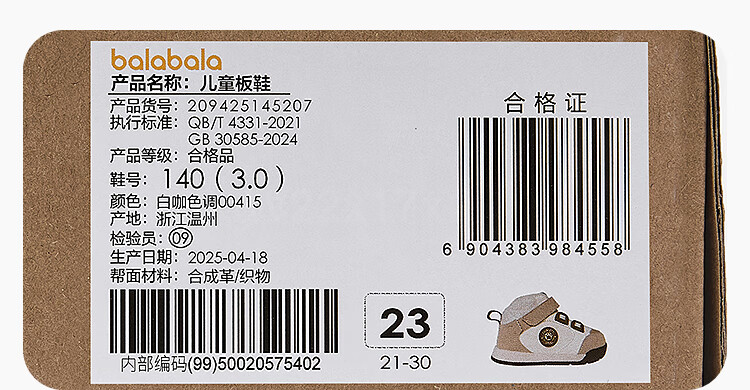 balabala
产品名称：儿童板鞋
产品货号：209425145207
执行标准：QB/T 4331-2021
GB 30585-2024
产品等级：合格品
鞋号：140（3.0）
颜色：白咖色调00415
产地：浙江温州
检验员：09
生产日期：2025-04-18
帮面材料：合成革/织物
内部编码(99)50020575402
合格证
6904383984558
23
21-30